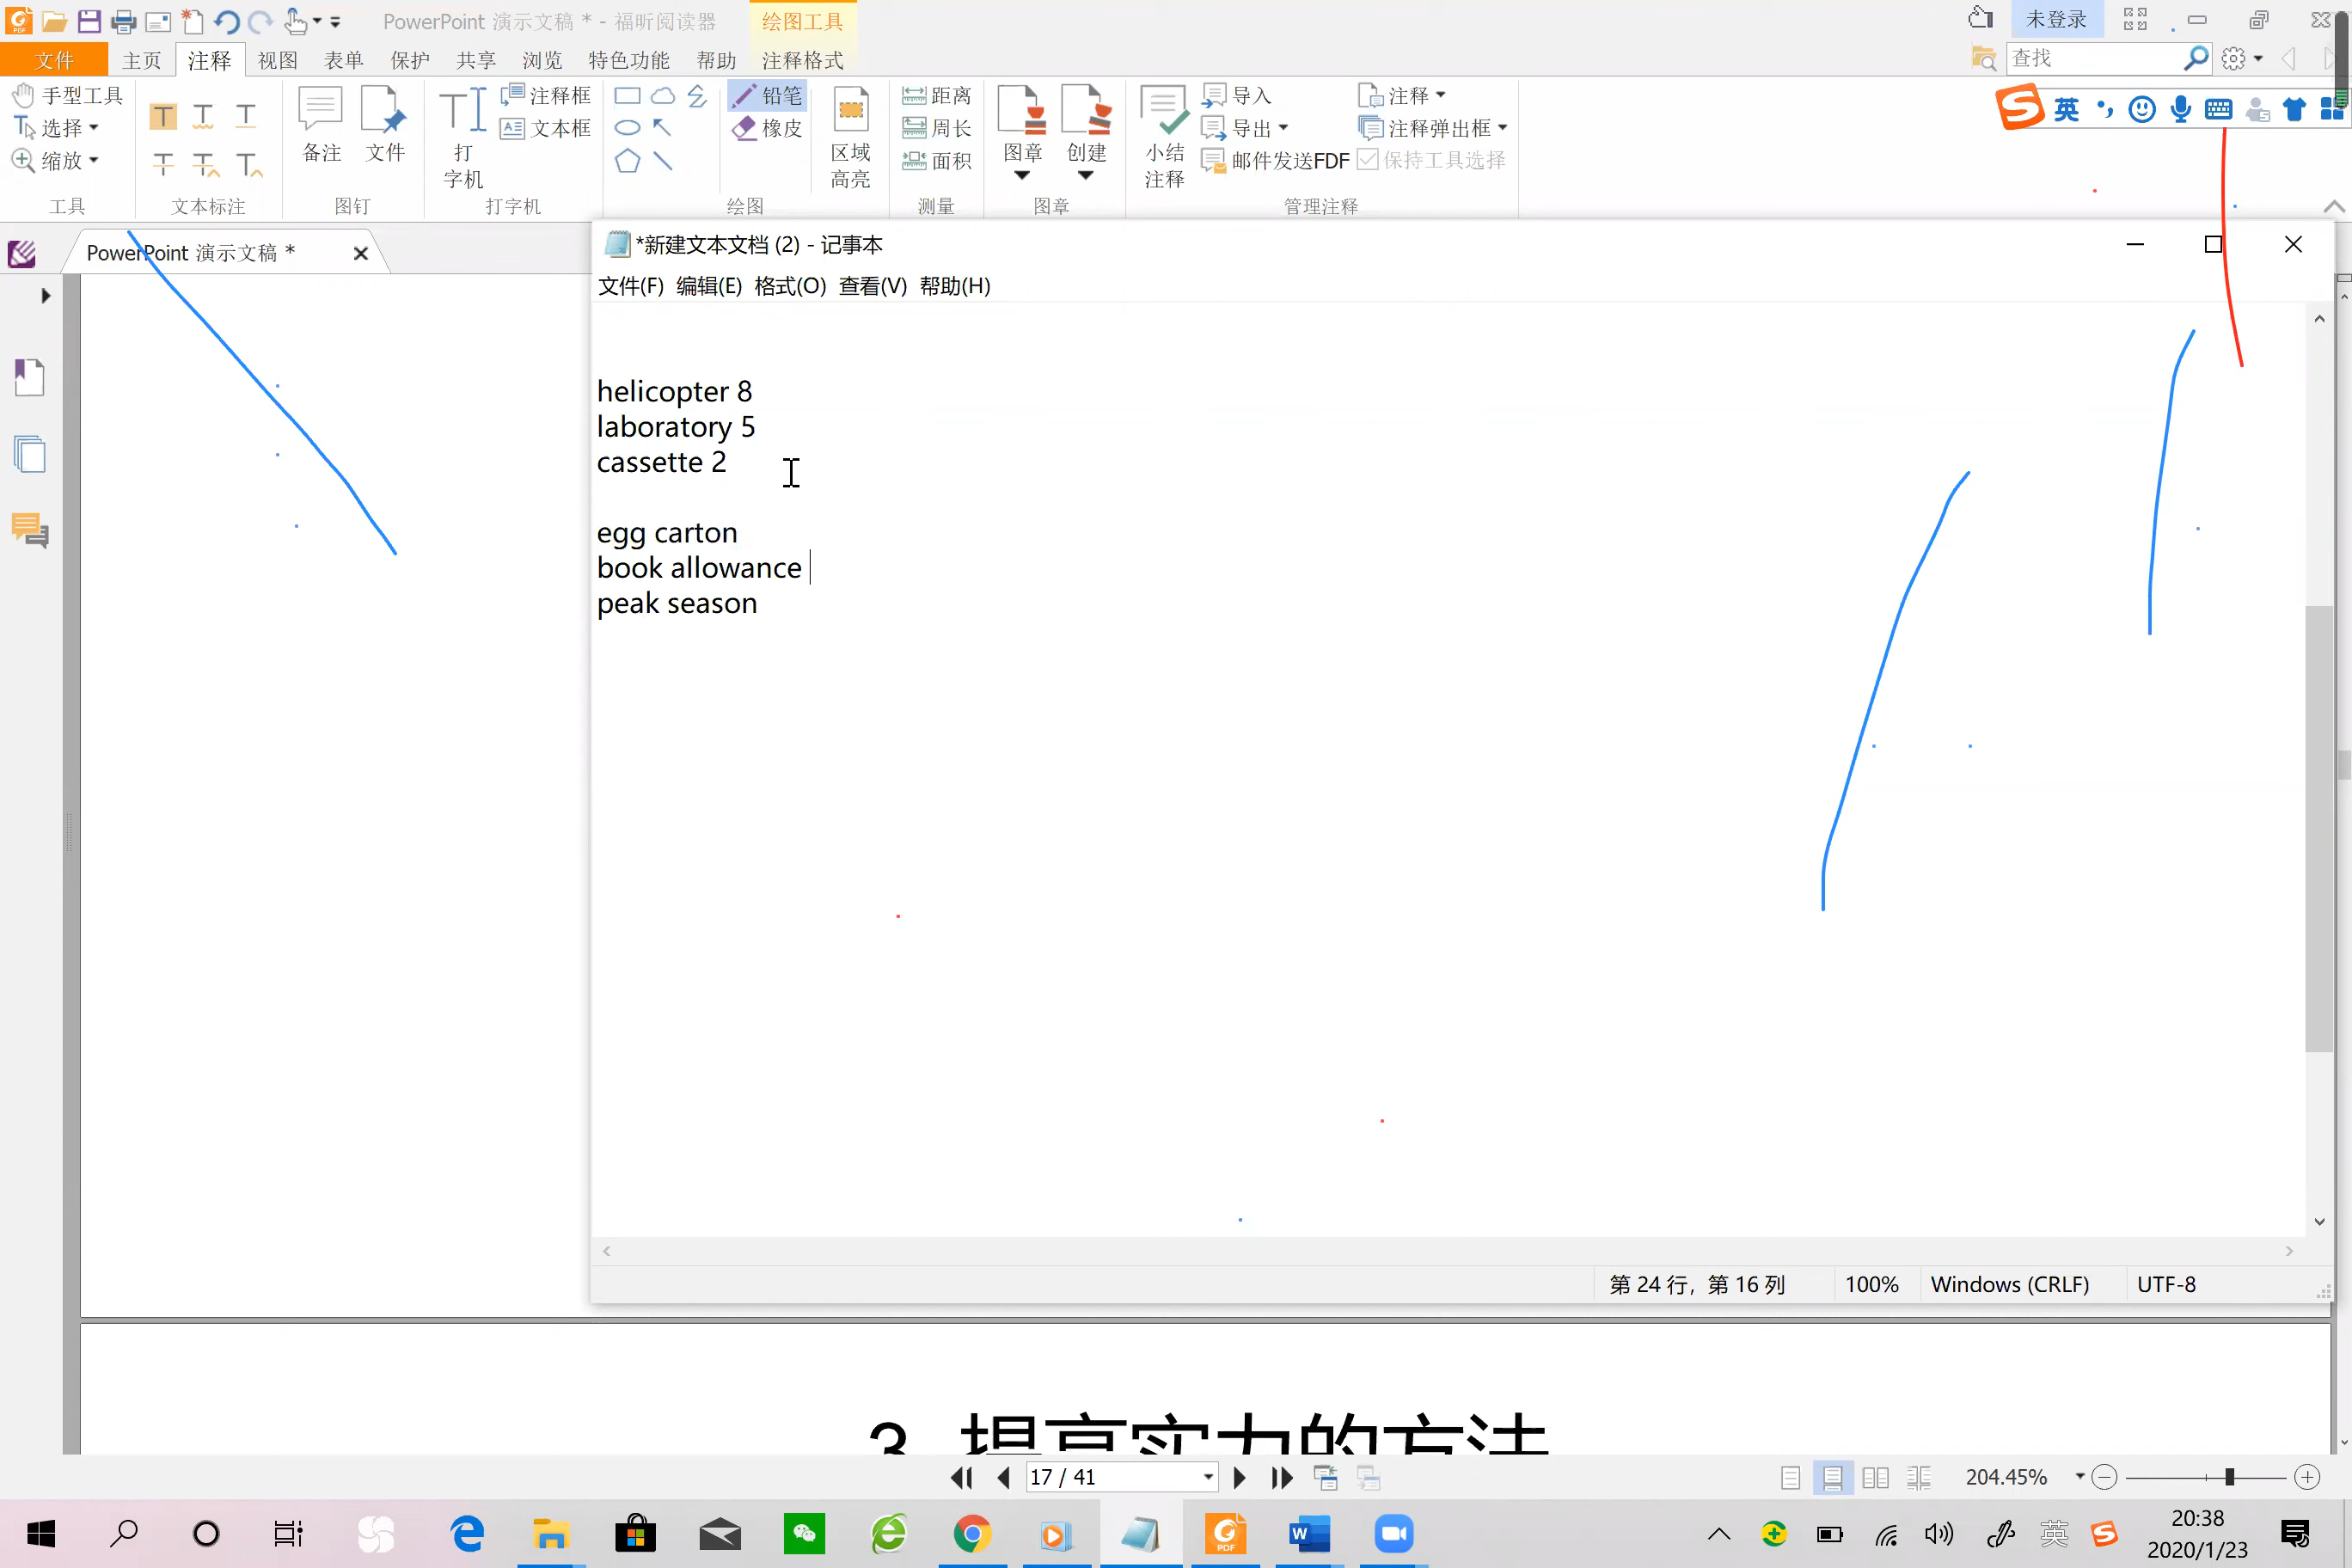 PowerPoint 演示文稿 * - 福昕阅读器
绘图工具
未登录
文件 主页 注释 视图 表单 保护 共享 浏览 特色功能 帮助 注释格式
查找
手型工具
选择
缩放
工具
文本标注
备注
文件
图钉
打
字机
注释框
文本框
打字机
铅笔
橡皮
绘图
区域
高亮
距离
周长
面积
测量
图章
创建
图章
小结
注释
导入
导出
邮件发送FDF
注释
注释弹出框
保持工具选择
管理注释
英
PowerPoint 演示文稿 *
*新建文本文档 (2) - 记事本
文件(F) 编辑(E) 格式(O) 查看(V) 帮助(H)
helicopter 8
laboratory 5
cassette 2
egg carton
book allowance
peak season
第 24 行，第 16 列
100%
Windows (CRLF)
UTF-8
3. 提高实力的方法
17 / 41
204.45%
英
20:38
2020/1/23